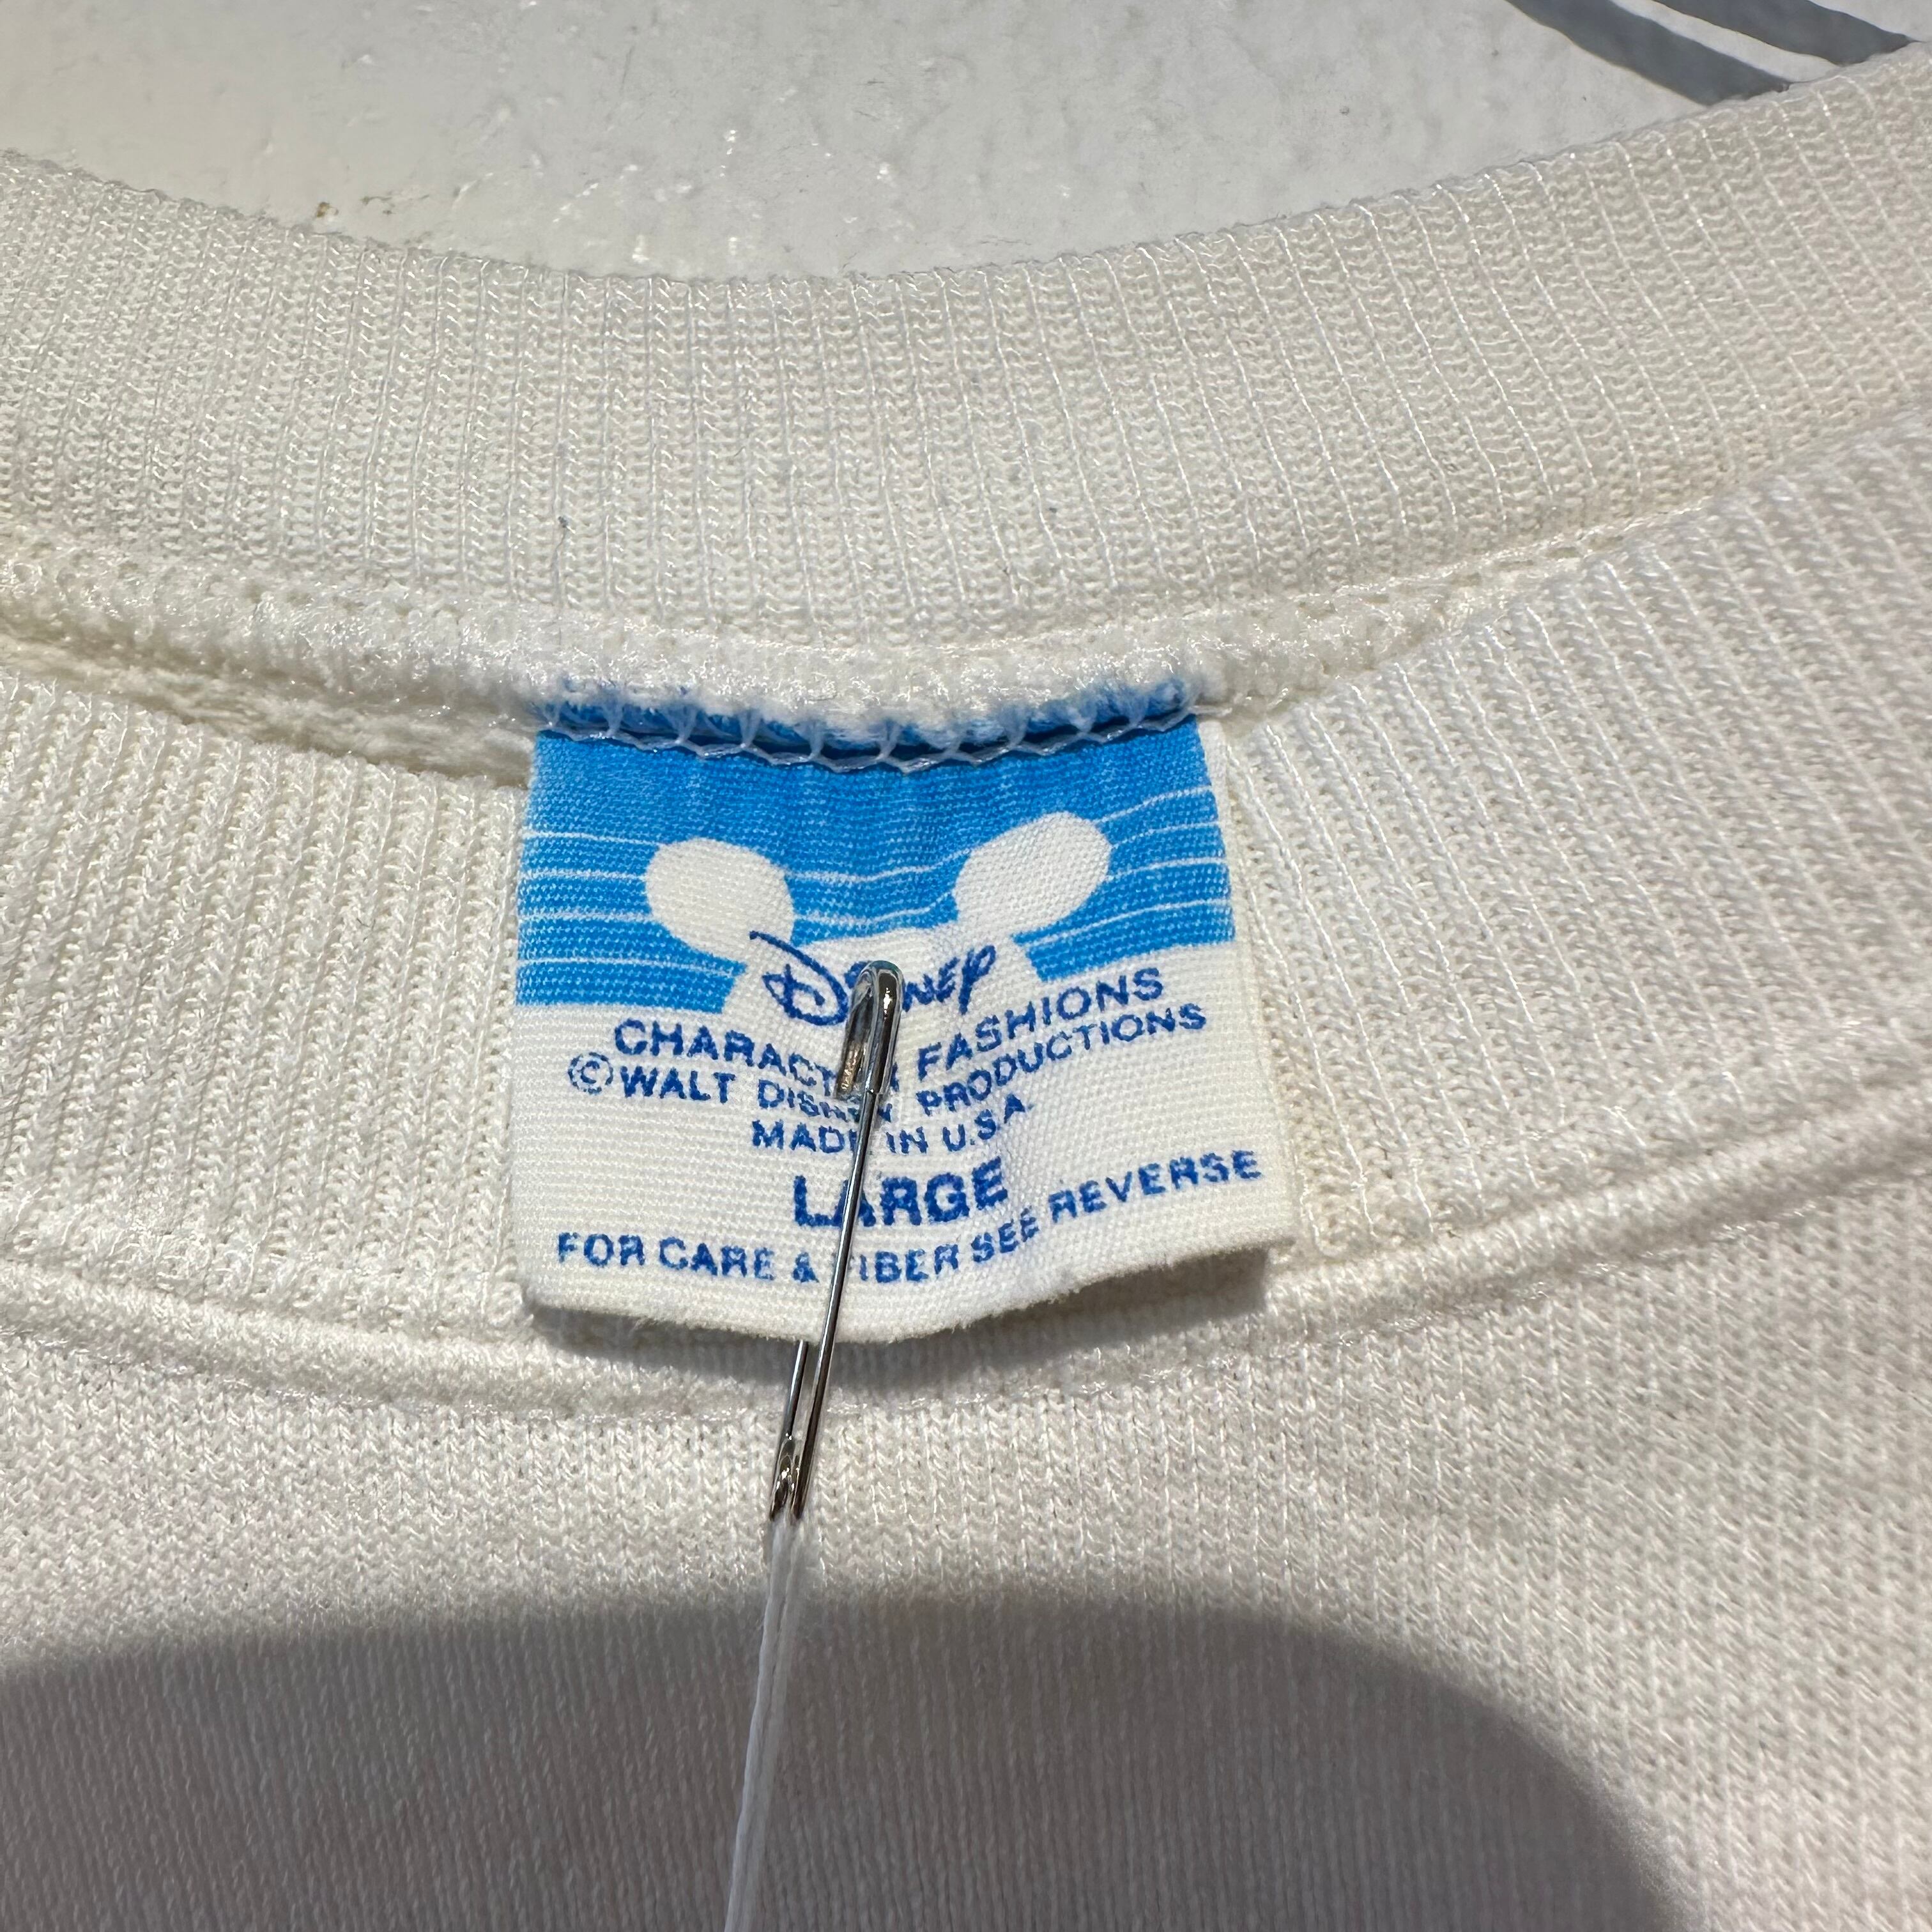 Disney
CHARACTER FASHIONS
©WALT DISNEY PRODUCTIONS
MADE IN U.S.A.
LARGE
FOR CARE & FIBER SEE REVERSE